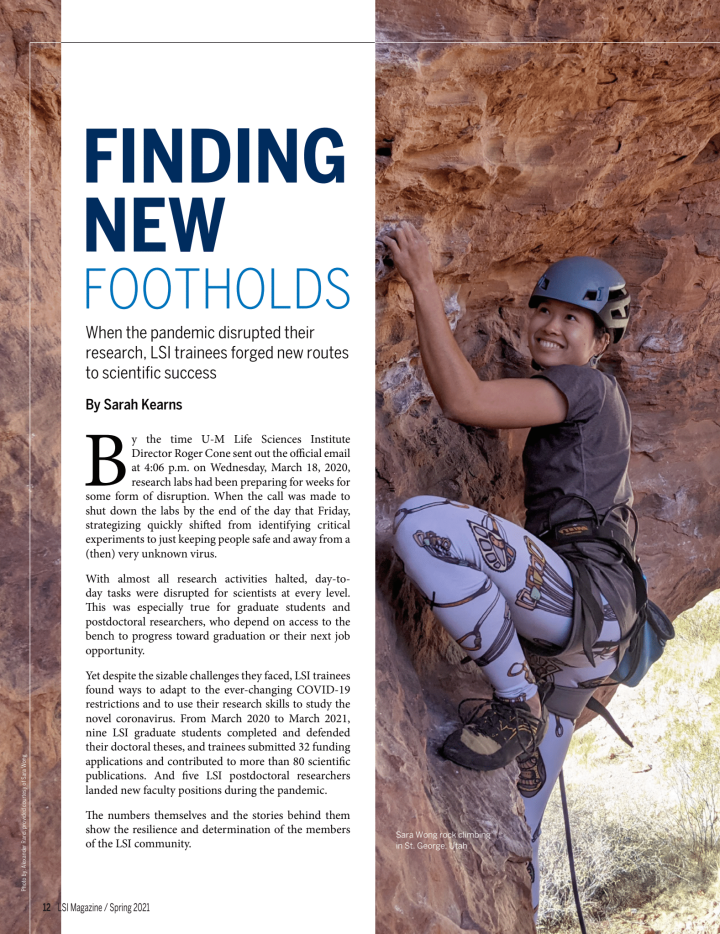 FINDING
NEW
FOOTHOLDS
When the pandemic disrupted their
research, LSI trainees forged new routes
to scientific success
By Sarah Kearns
By the time U-M Life Sciences Institute
Director Roger Cone sent out the official email
at 4:06 p.m. on Wednesday, March 18, 2020,
research labs had been preparing for weeks for
some form of disruption. When the call was made to
shut down the labs by the end of the day that Friday,
strategizing quickly shifted from identifying critical
experiments to just keeping people safe and away from a
(then) very unknown virus.
With almost all research activities halted, day-to-
day tasks were disrupted for scientists at every level.
This was especially true for graduate students and
postdoctoral researchers, who depend on access to the
bench to progress toward graduation or their next job
opportunity.
Yet despite the sizable challenges they faced, LSI trainees
found ways to adapt to the ever-changing COVID-19
restrictions and to use their research skills to study the
novel coronavirus. From March 2020 to March 2021,
nine LSI graduate students completed and defended
their doctoral theses, and trainees submitted 32 funding
applications and contributed to more than 80 scientific
publications. And five LSI postdoctoral researchers
landed new faculty positions during the pandemic.
The numbers themselves and the stories behind them
show the resilience and determination of the members
of the LSI community.
Sara Wong rock climbing
in St. George, Utah
Photo by Alexander
courtesy of Sara Wong
12 LSI Magazine / Spring 2021